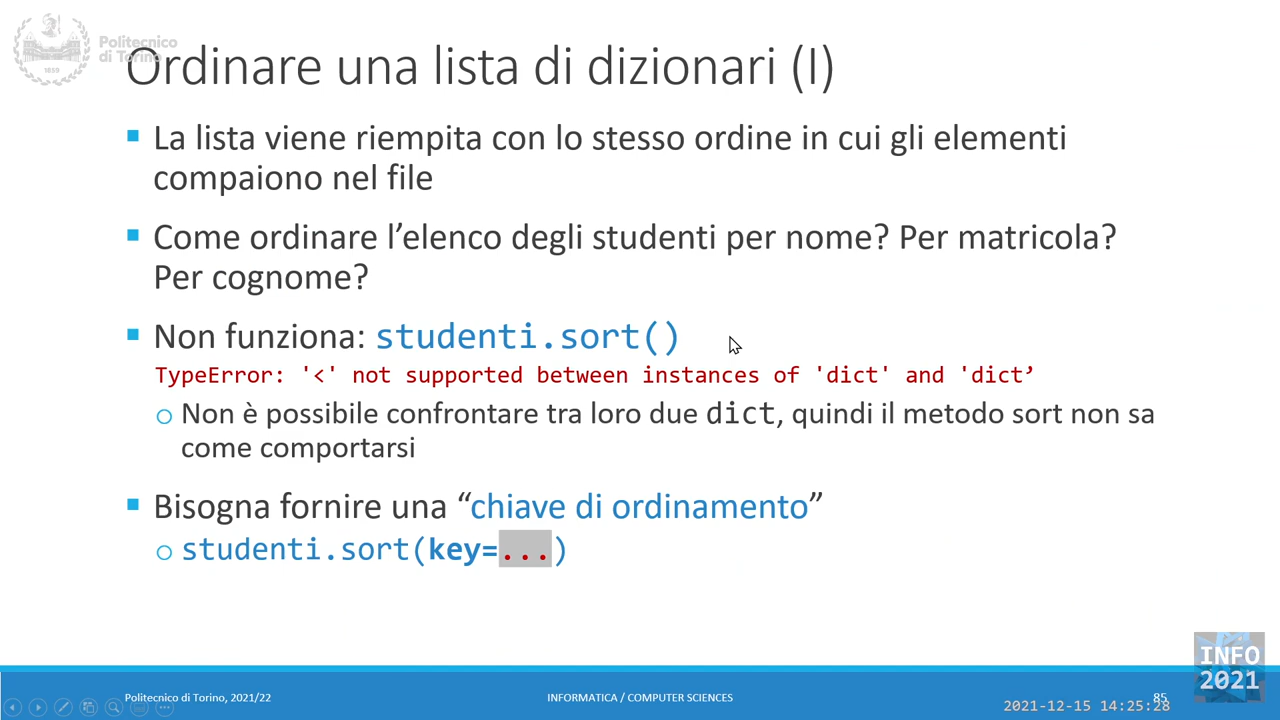 Politecnico
di Torino
1859
Ordinare una lista di dizionari (I)
▪ La lista viene riempita con lo stesso ordine in cui gli elementi
compaiono nel file
▪ Come ordinare l’elenco degli studenti per nome? Per matricola?
Per cognome?
▪ Non funziona: studenti.sort()
TypeError: '<' not supported between instances of 'dict' and 'dict’
o Non è possibile confrontare tra loro due dict, quindi il metodo sort non sa
come comportarsi
▪ Bisogna fornire una “chiave di ordinamento”
o studenti.sort(key=...)
INFO
2021
Politecnico di Torino, 2021/22
INFORMATICA / COMPUTER SCIENCES
85
2021-12-15 14:25:28